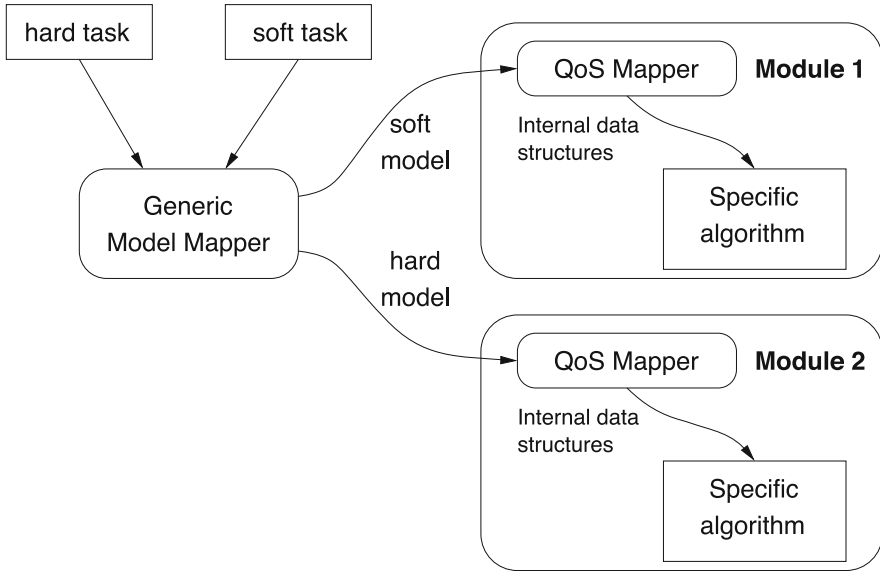 hard task
soft task
Generic
Model Mapper
soft
model
hard
model
QoS Mapper
Module 1
Internal data
structures
Specific
algorithm
QoS Mapper
Module 2
Internal data
structures
Specific
algorithm